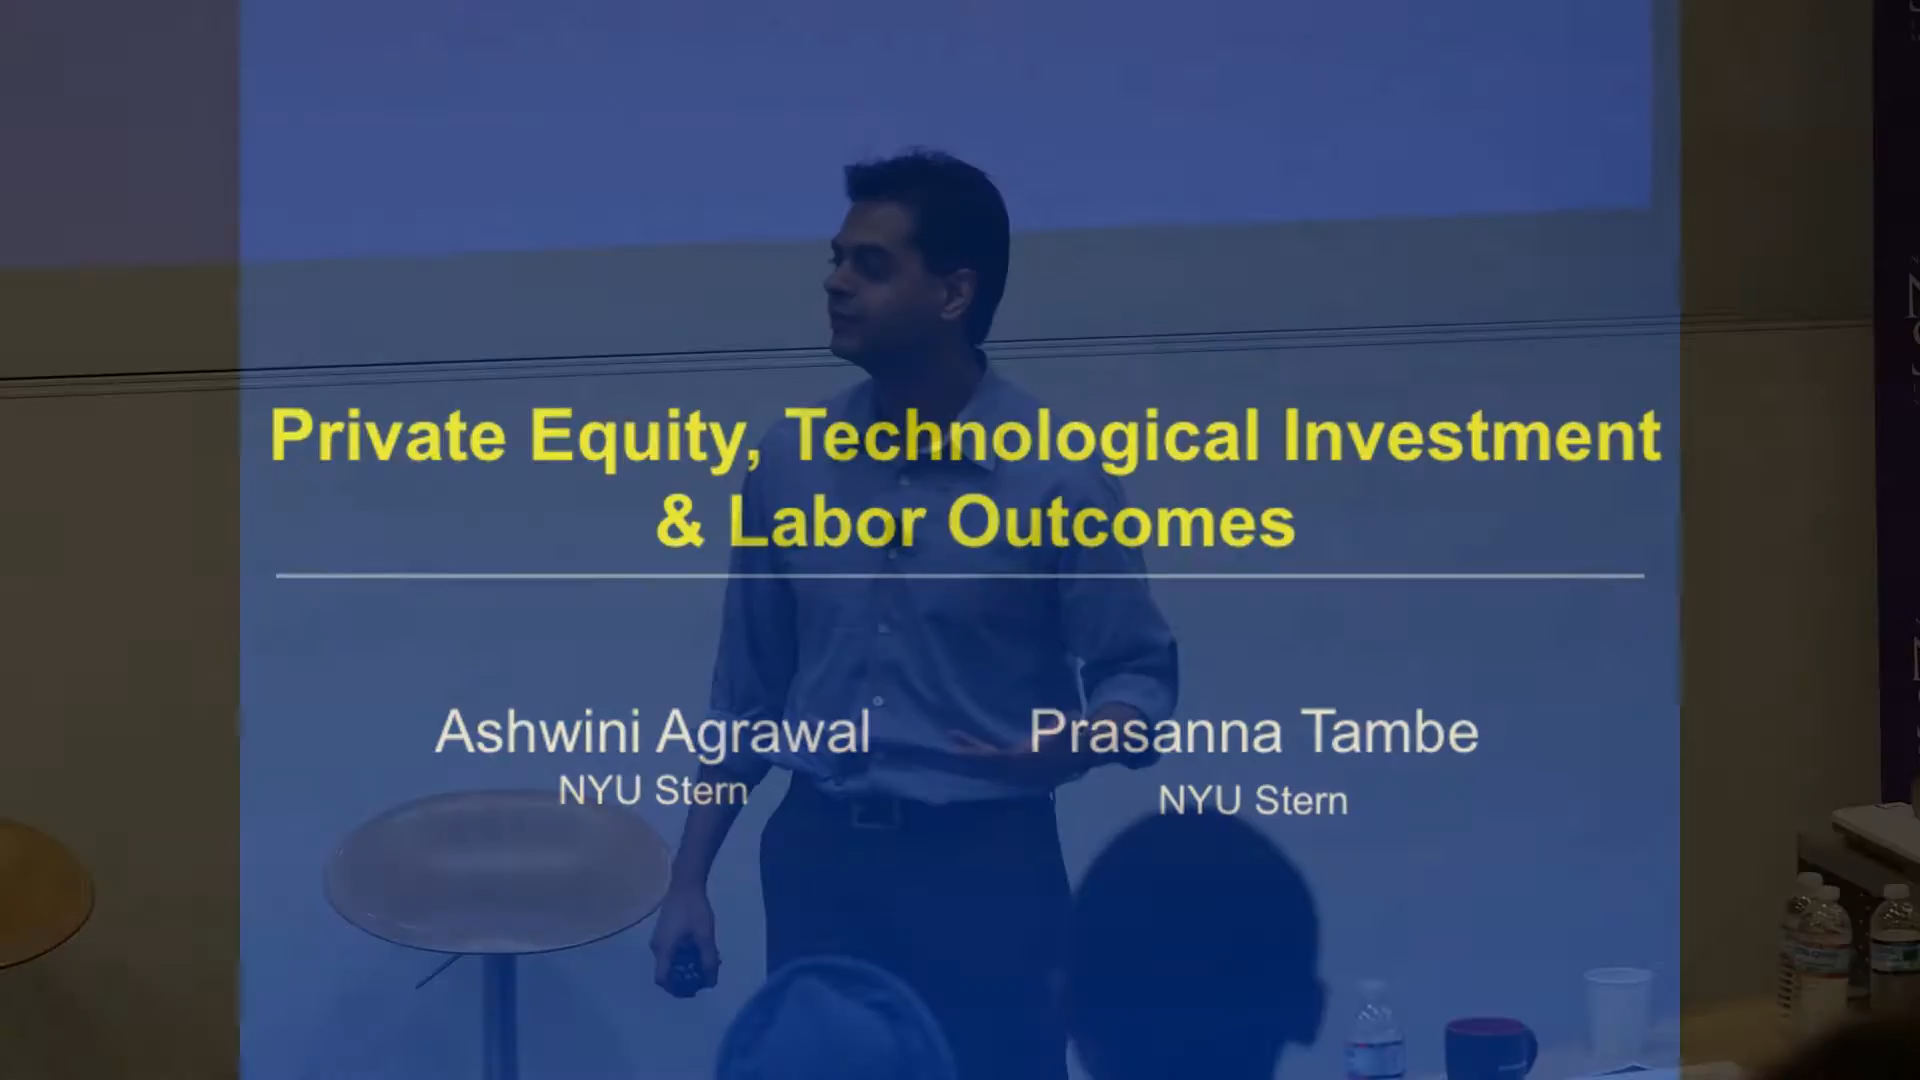 Private Equity, Technological Investment
& Labor Outcomes
Ashwini Agrawal
NYU Stern
Prasanna Tambe
NYU Stern